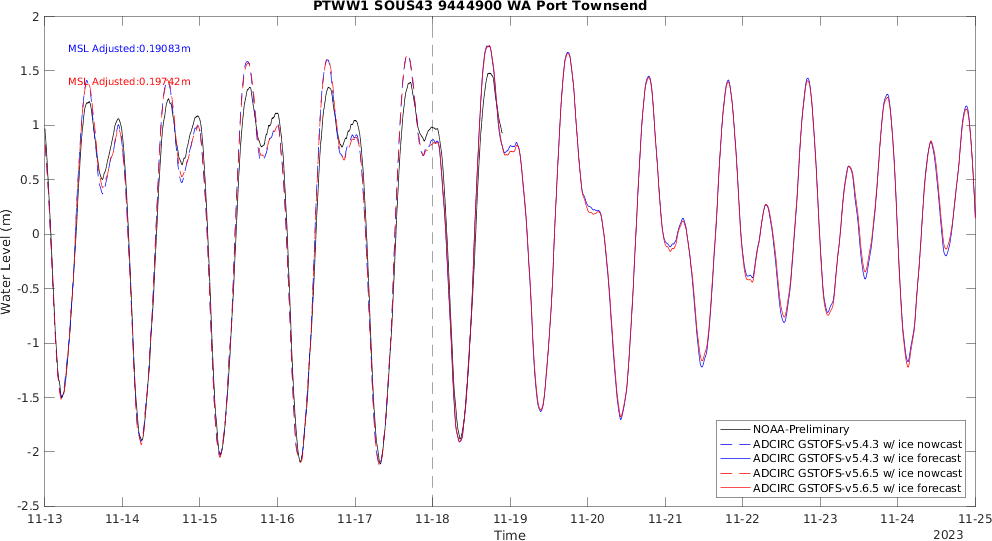 PTWW1 SOUS43 9444900 WA Port Townsend
MSL Adjusted:0.19083m
MSL Adjusted:0.19742m
Water Level (m)
2
1.5
1
0.5
0
-0.5
-1
-1.5
-2
-2.5
NOAA-Preliminary
ADCIRC GSTOFS-v5.4.3 w/ ice nowcast
ADCIRC GSTOFS-v5.4.3 w/ ice forecast
ADCIRC GSTOFS-v5.6.5 w/ ice nowcast
ADCIRC GSTOFS-v5.6.5 w/ ice forecast
11-13 11-14 11-15 11-16 11-17 11-18 11-19 11-20 11-21 11-22 11-23 11-24 11-25
Time
2023